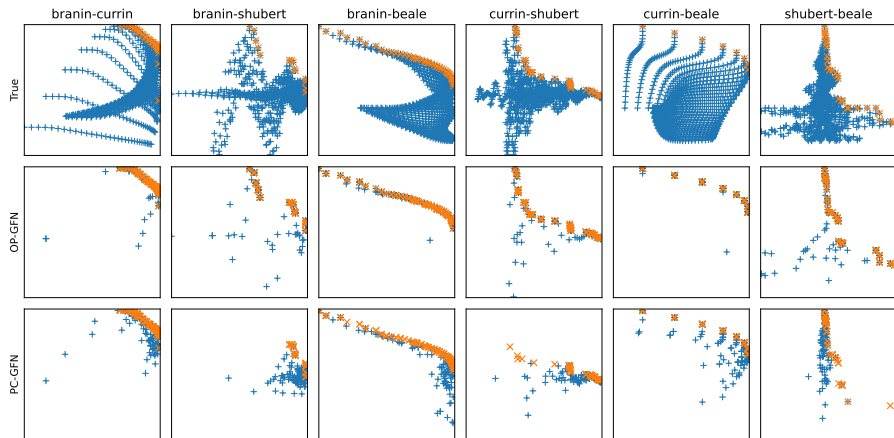 branin-currin branin-shubert branin-beale currin-shubert currin-beale shubert-beale
True
OP-GFN
PC-GFN